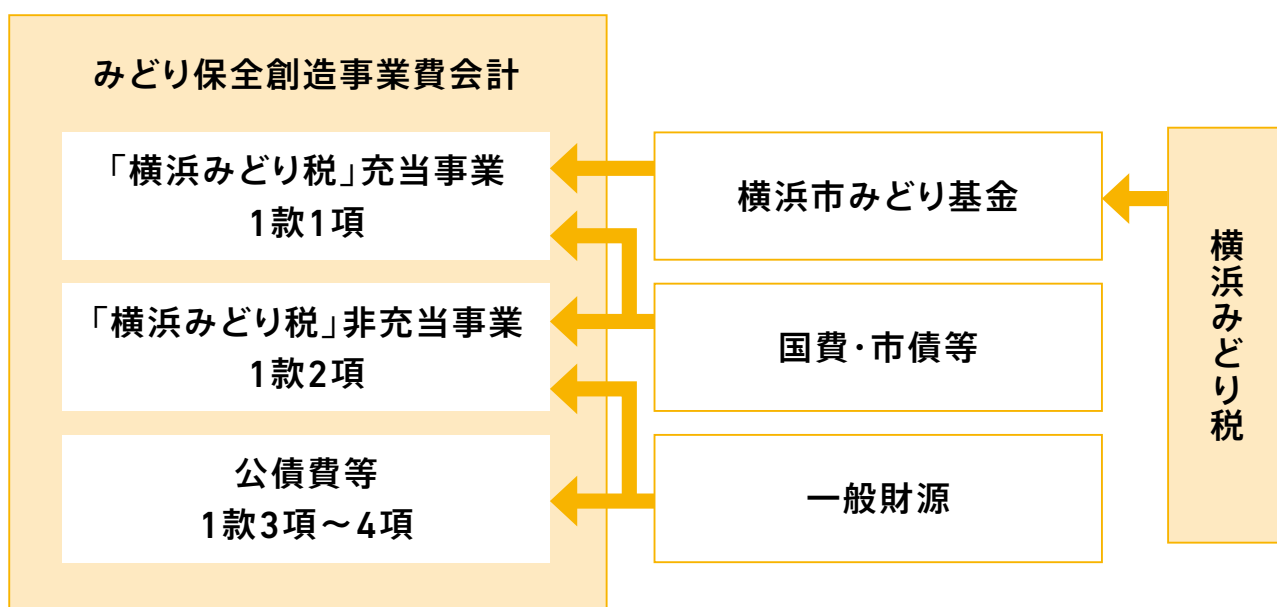 みどり保全創造事業費会計
「横浜みどり税」充当事業
1款1項
「横浜みどり税」非充当事業
1款2項
公債費等
1款3項〜4項
横浜市みどり基金
国費・市債等
一般財源
横浜みどり税